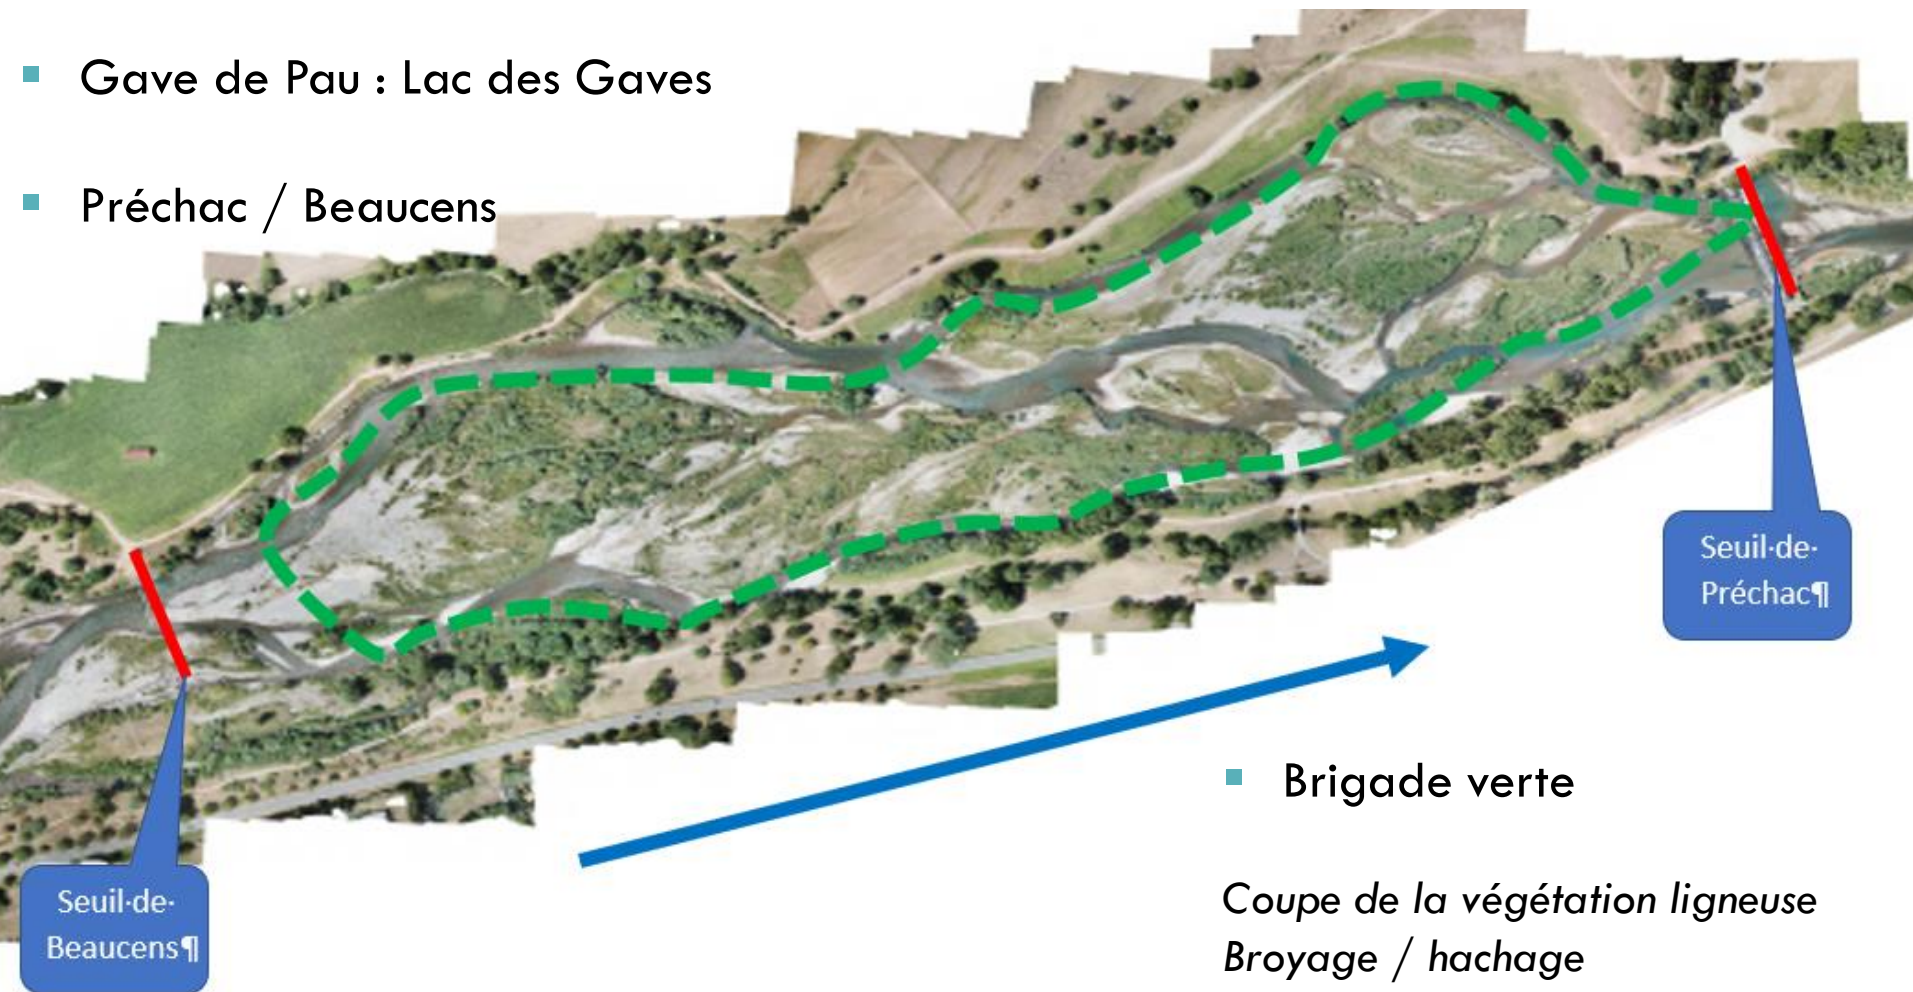 Gave de Pau : Lac des Gaves
Préchac / Beaucens
Seuil·de·
Préchac¶
Brigade verte
Coupe de la végétation ligneuse
Broyage / hachage
Seuil·de·
Beaucens¶